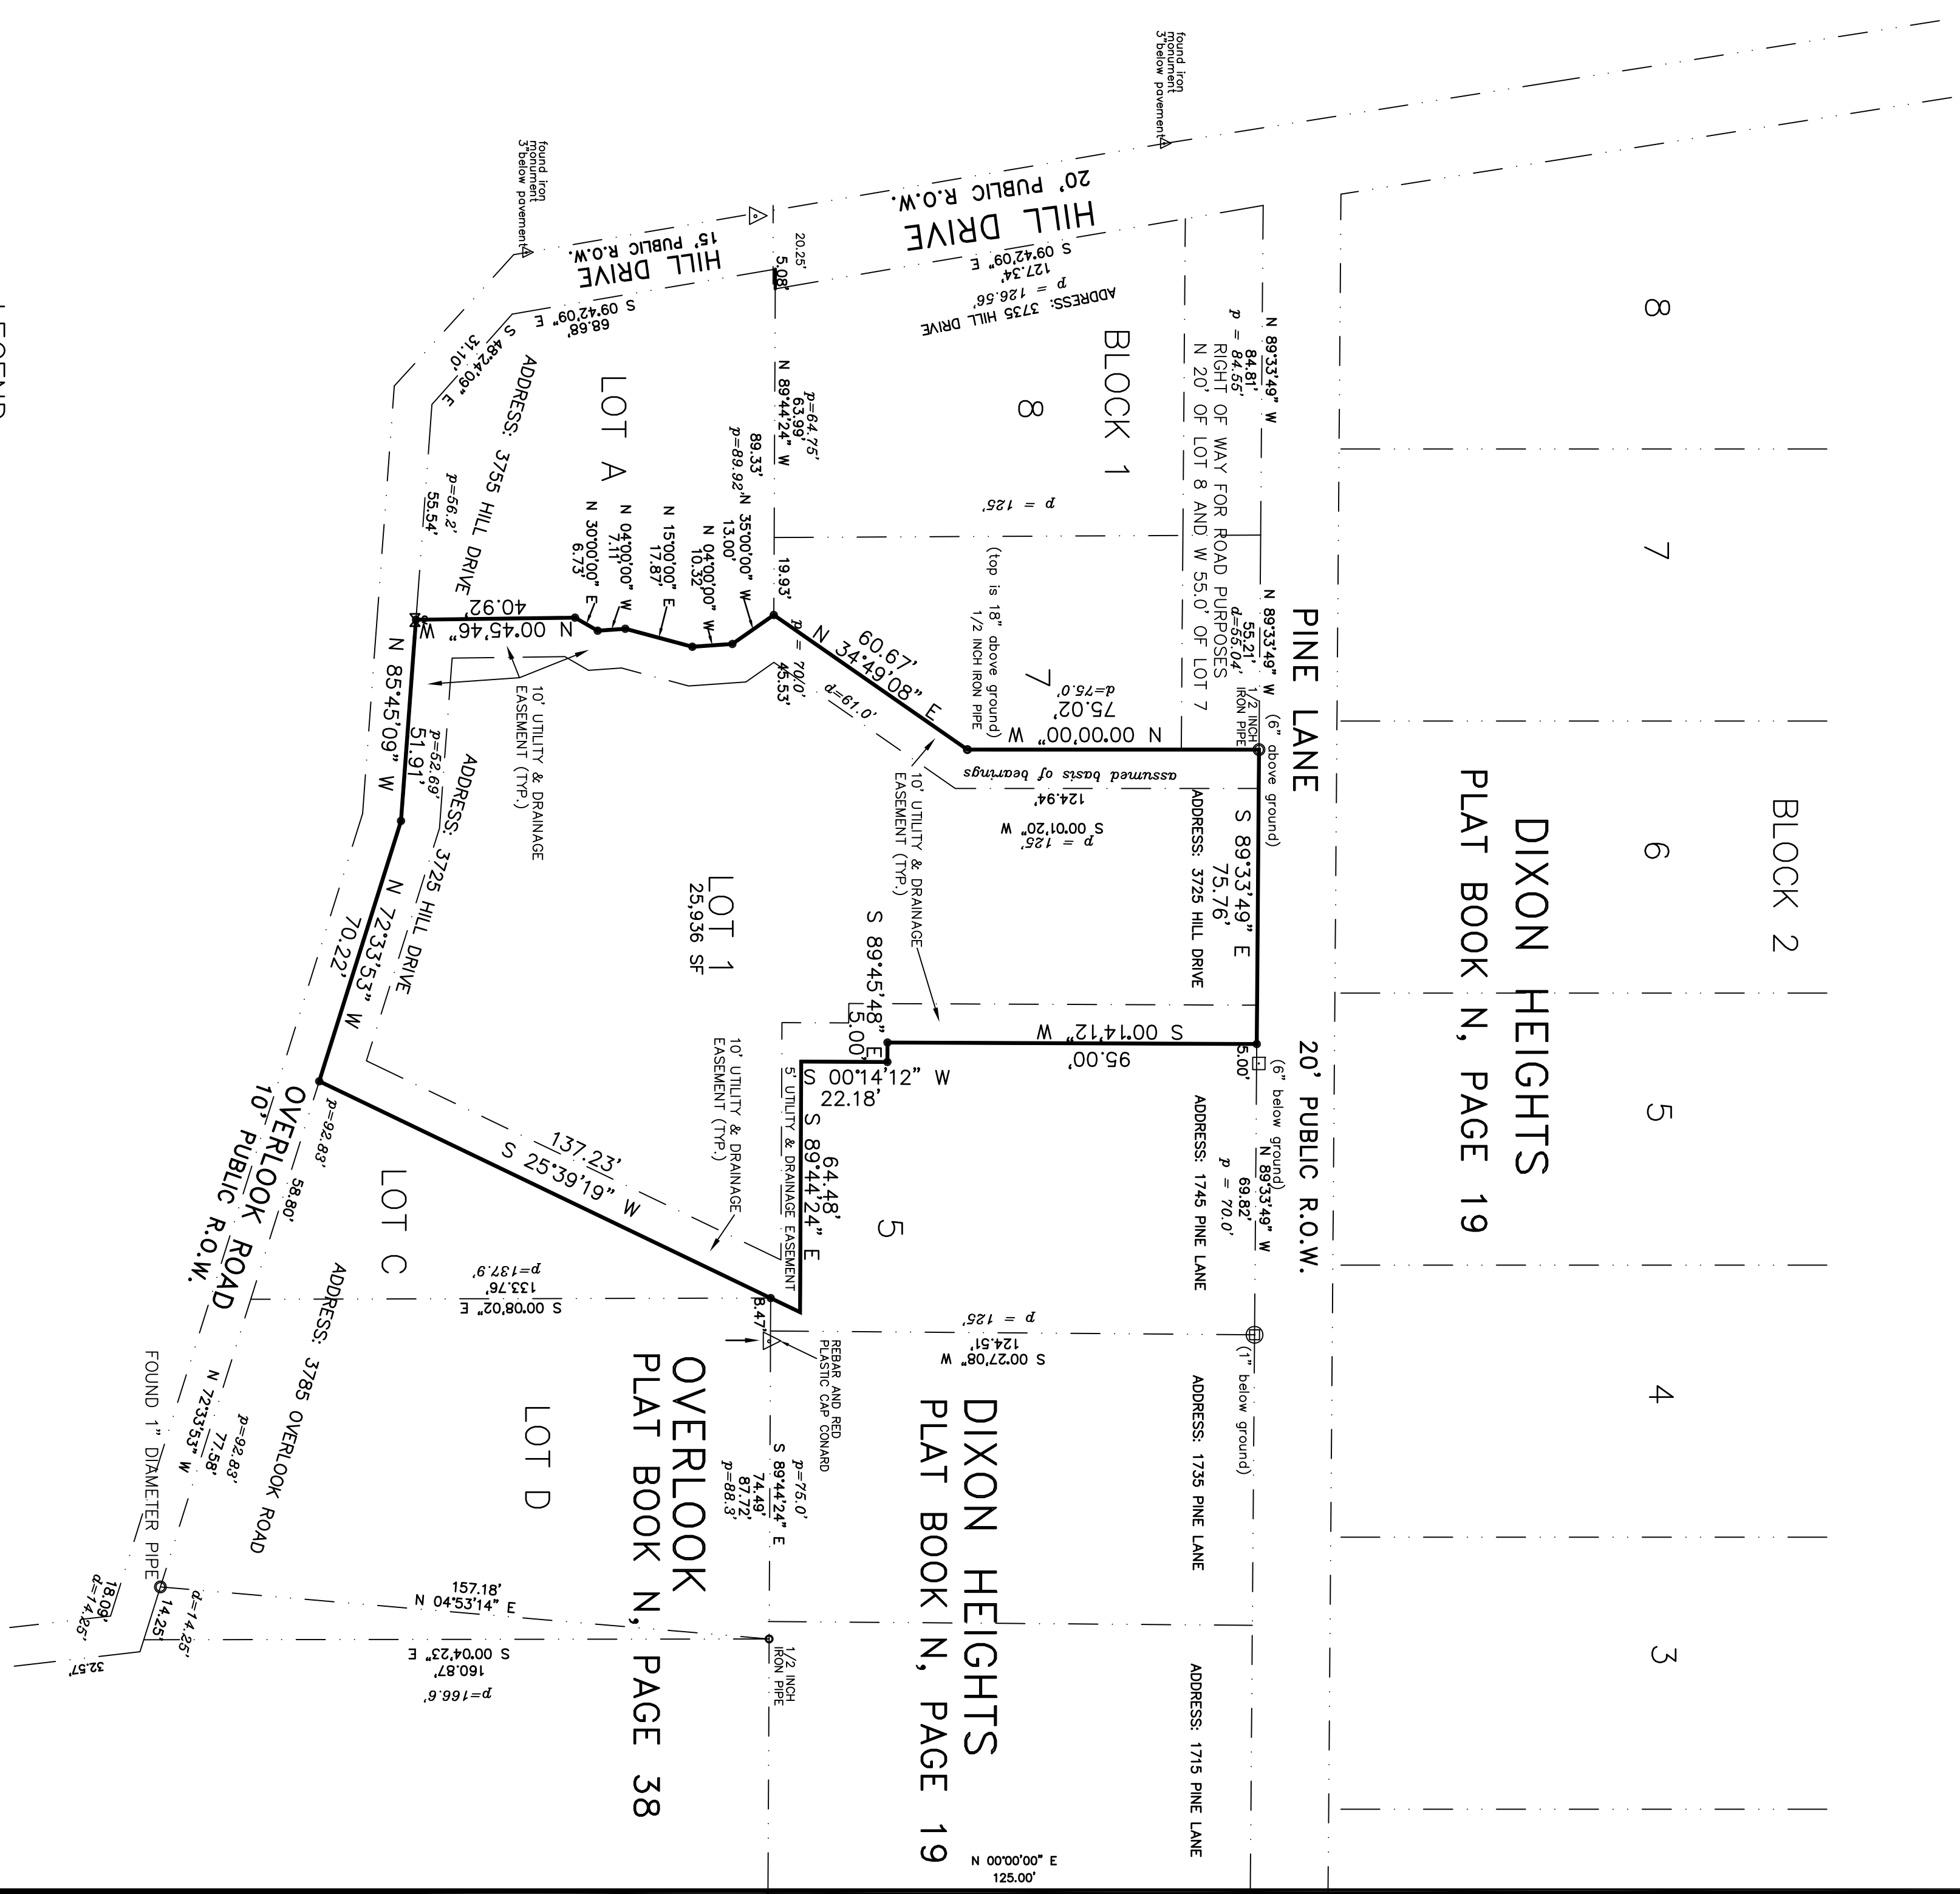 found iron
monument
3"below pavement
found iron
monument
3"below pavement
20' PUBLIC R.O.W.
HILL DRIVE
S 09°42'09" E
127.34'
p = 126.56'
ADDRESS: 3735 HILL DRIVE
15' PUBLIC R.O.W.
HILL DRIVE
S 09°42'09" E
68.68'
S 48°24'09" E
31.10'
20.25'
5.08'
8
7
6
5
4
3
BLOCK 2
DIXON HEIGHTS
PLAT BOOK N, PAGE 19
PINE LANE
20' PUBLIC R.O.W.
N 89°33'49" W
84.81'
p = 84.55'
RIGHT OF WAY FOR ROAD PURPOSES
N 20' OF LOT 8 AND W 55.0' OF LOT 7
N 89°33'49" W
55.21'
d=55.04'
1/2 INCH
IRON PIPE
(6" above ground)
BLOCK 1
8
p = 125'
7
(top is 18" above ground)
1/2 INCH IRON PIPE
d=75.0'
75.02'
N 00°00'00" W
assumed basis of bearings
124.94'
S 00°01'20" W
p = 125'
ADDRESS: 3725 HILL DRIVE
S 89°33'49" E
75.76'
p=64.75'
63.99'
N 89°44'24" W
89.33'
p=89.92'
19.93'
p = 70.0'
45.53'
60.67'
N 34°49'08" E
p=61.0'
N 35°00'00" W
13.00'
N 04°00'00" W
10.32'
N 15°00'00" E
17.87'
N 04°00'00" W
7.11'
N 30°00'00" E
6.73'
LOT A
ADDRESS: 3755 HILL DRIVE
p=56.2'
55.54'
40.92'
N 00°45'46" W
10' UTILITY & DRAINAGE
EASEMENT (TYP.)
N 85°45'09" W
51.91'
p=52.69'
ADDRESS: 3725 HILL DRIVE
N 72°33'53" W
70.22'
LOT 1
25,936 SF
10' UTILITY & DRAINAGE
EASEMENT (TYP.)
S 89°45'48" E
5.00'
S 00°14'12" W
95.00'
S 00°14'12" W
22.18'
64.48'
S 89°44'24" E
5' UTILITY & DRAINAGE EASEMENT
10' UTILITY & DRAINAGE
EASEMENT (TYP.)
137.23'
S 25°39'19" W
5.00'
(6" below ground)
N 89°33'49" W
69.82'
p = 70.0'
ADDRESS: 1745 PINE LANE
5
p = 125'
124.51'
S 00°27'08" W
(1" below ground)
ADDRESS: 1735 PINE LANE
ADDRESS: 1715 PINE LANE
DIXON HEIGHTS
PLAT BOOK N, PAGE 19
N 00°00'00" E
125.00'
8.47'
REBAR AND RED
PLASTIC CAP CONARD
p=75.0'
S 89°44'24" E
74.49'
87.72'
p=88.3'
OVERLOOK
PLAT BOOK N, PAGE 38
1/2 INCH
IRON PIPE
LOT C
p=92.83'
58.80'
OVERLOOK ROAD
10' PUBLIC R.O.W.
p=137.9'
133.76'
S 00°08'02" E
ADDRESS: 3785 OVERLOOK ROAD
LOT D
p=92.83'
77.58'
N 72°33'53" W
FOUND 1" DIAMETER PIPE
157.18'
N 04°53'14" E
S 00°04'23" E
160.87'
p=166.6'
d=14.25'
14.25'
18.09'
d=14.25'
32.57'